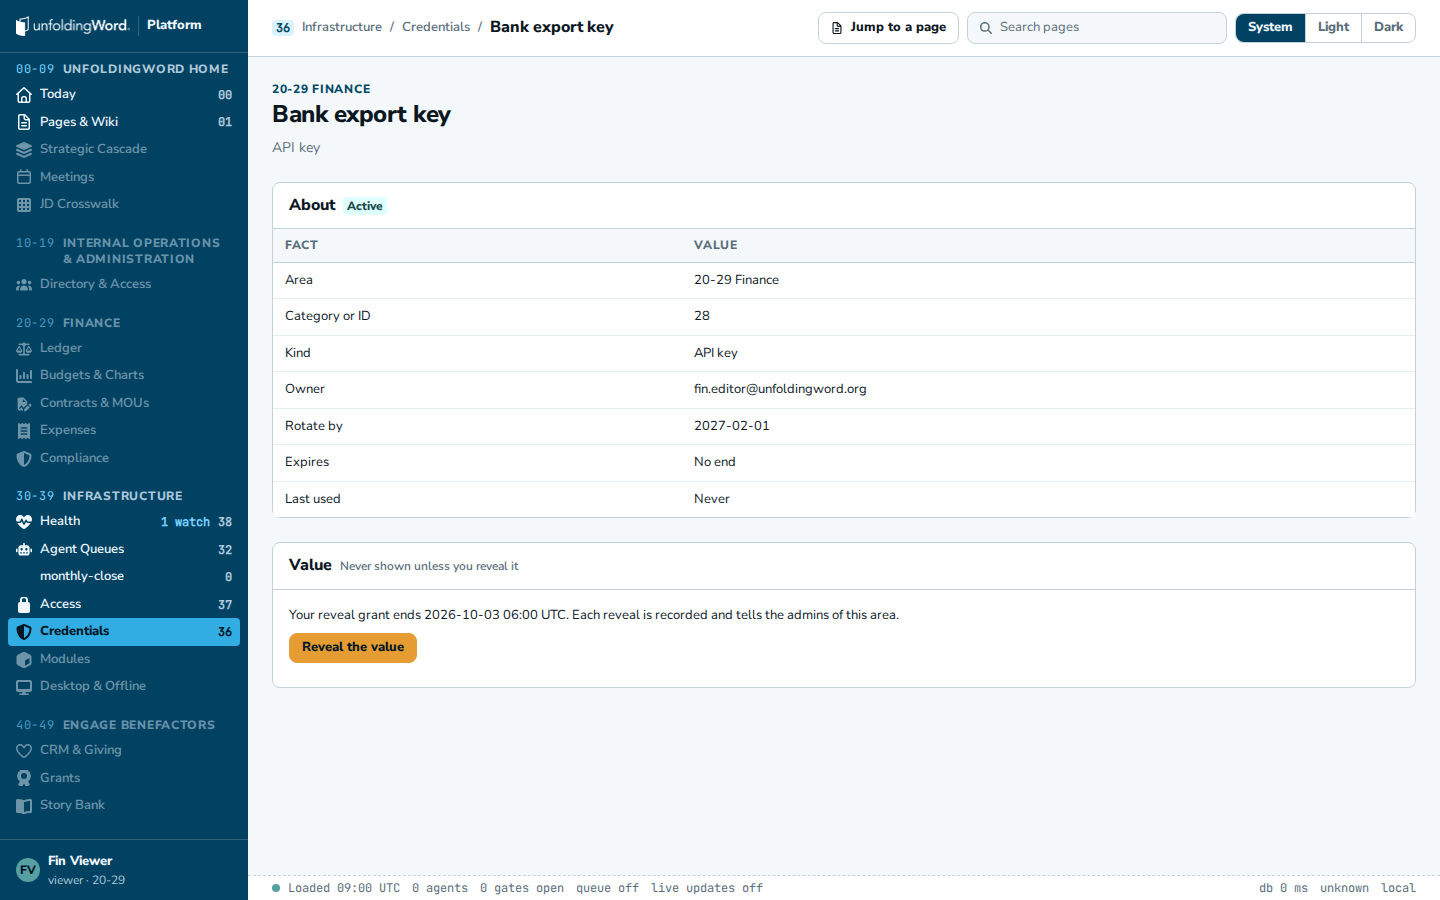 unfoldingWord Platform
00-09 UNFOLDINGWORD HOME
Today 00
Pages & Wiki 01
Strategic Cascade
Meetings
JD Crosswalk
10-19 INTERNAL OPERATIONS
& ADMINISTRATION
Directory & Access
20-29 FINANCE
Ledger
Budgets & Charts
Contracts & MOUs
Expenses
Compliance
30-39 INFRASTRUCTURE
Health 1 watch 38
Agent Queues 32
monthly-close 0
Access 37
Credentials 36
Modules
Desktop & Offline
40-49 ENGAGE BENEFACTORS
CRM & Giving
Grants
Story Bank
FV Fin Viewer
viewer · 20-29
36 Infrastructure / Credentials / Bank export key
Jump to a page
Search pages
System Light Dark
20-29 FINANCE
Bank export key
API key
About Active
FACT VALUE
Area 20-29 Finance
Category or ID 28
Kind API key
Owner fin.editor@unfoldingword.org
Rotate by 2027-02-01
Expires No end
Last used Never
Value Never shown unless you reveal it
Your reveal grant ends 2026-10-03 06:00 UTC. Each reveal is recorded and tells the admins of this area.
Reveal the value
Loaded 09:00 UTC 0 agents 0 gates open queue off live updates off db 0 ms unknown local